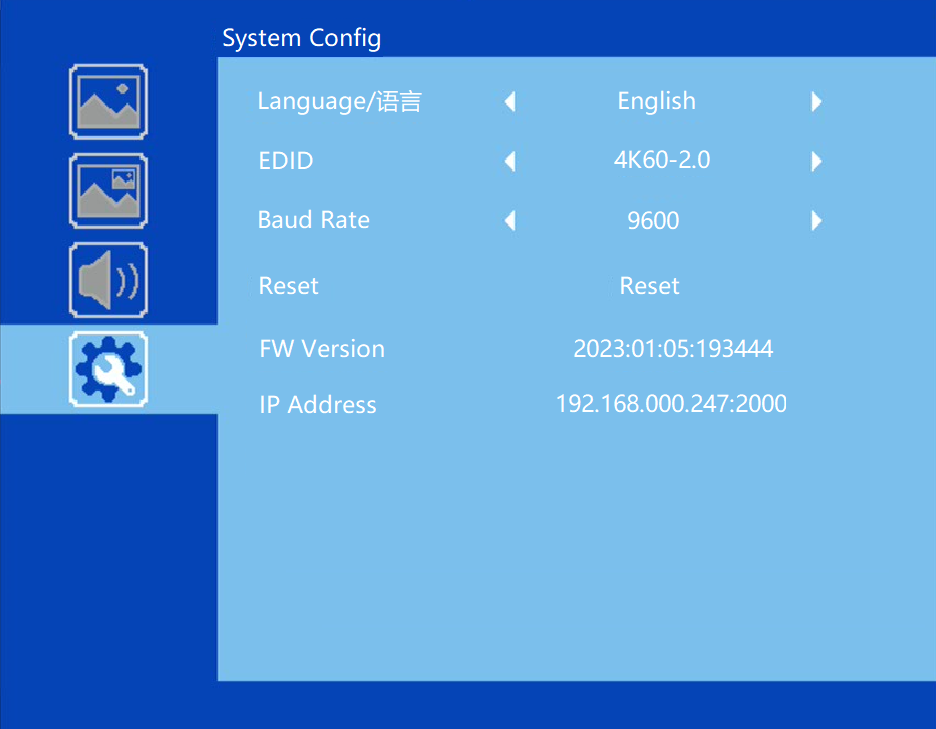 System Config
Language/语言 English
EDID 4K60-2.0
Baud Rate 9600
Reset Reset
FW Version 2023:01:05:193444
IP Address 192.168.000.247:2000